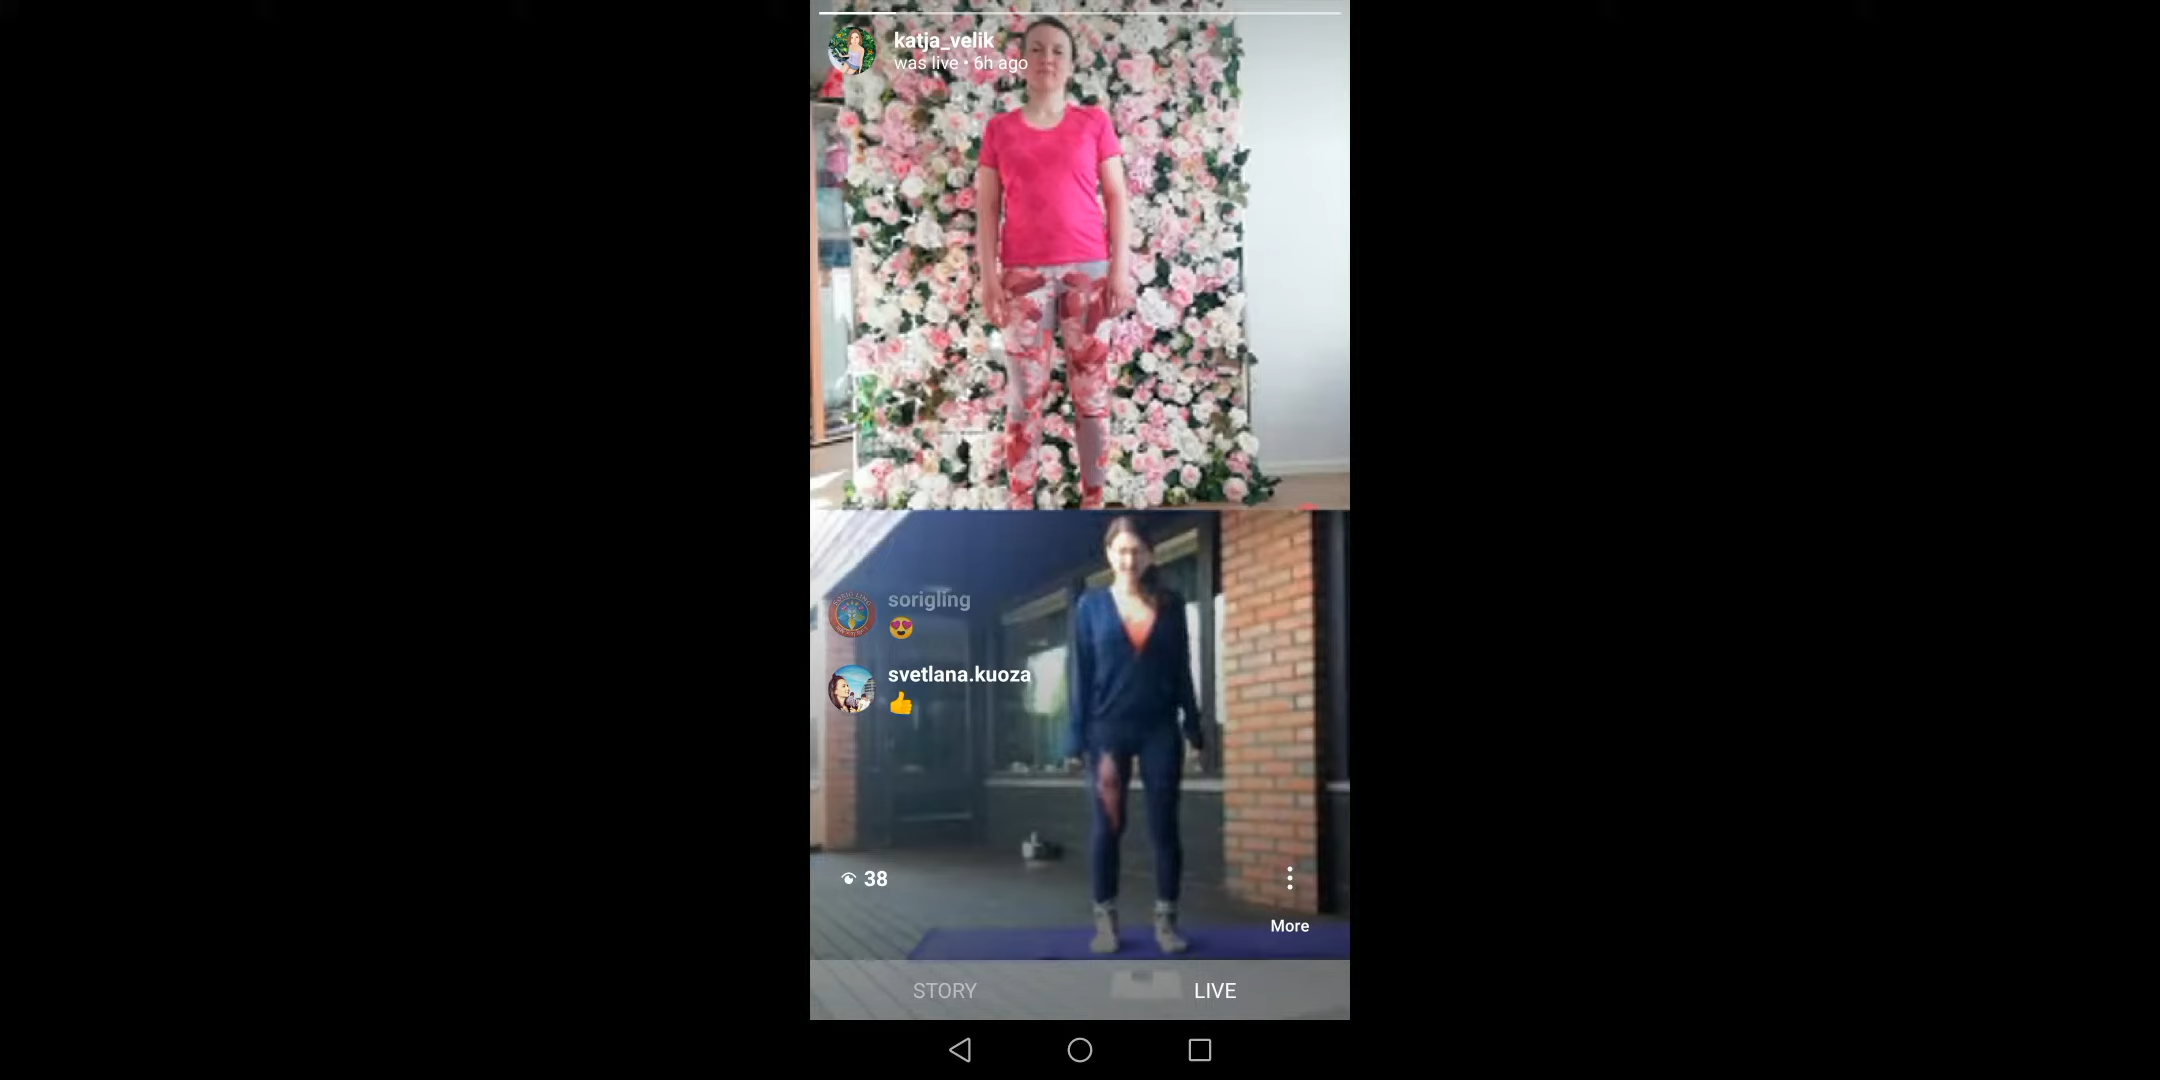 katja_velik
was live • 6h ago
sorigling
😍
svetlana.kuoza
👍
38
More
STORY
LIVE